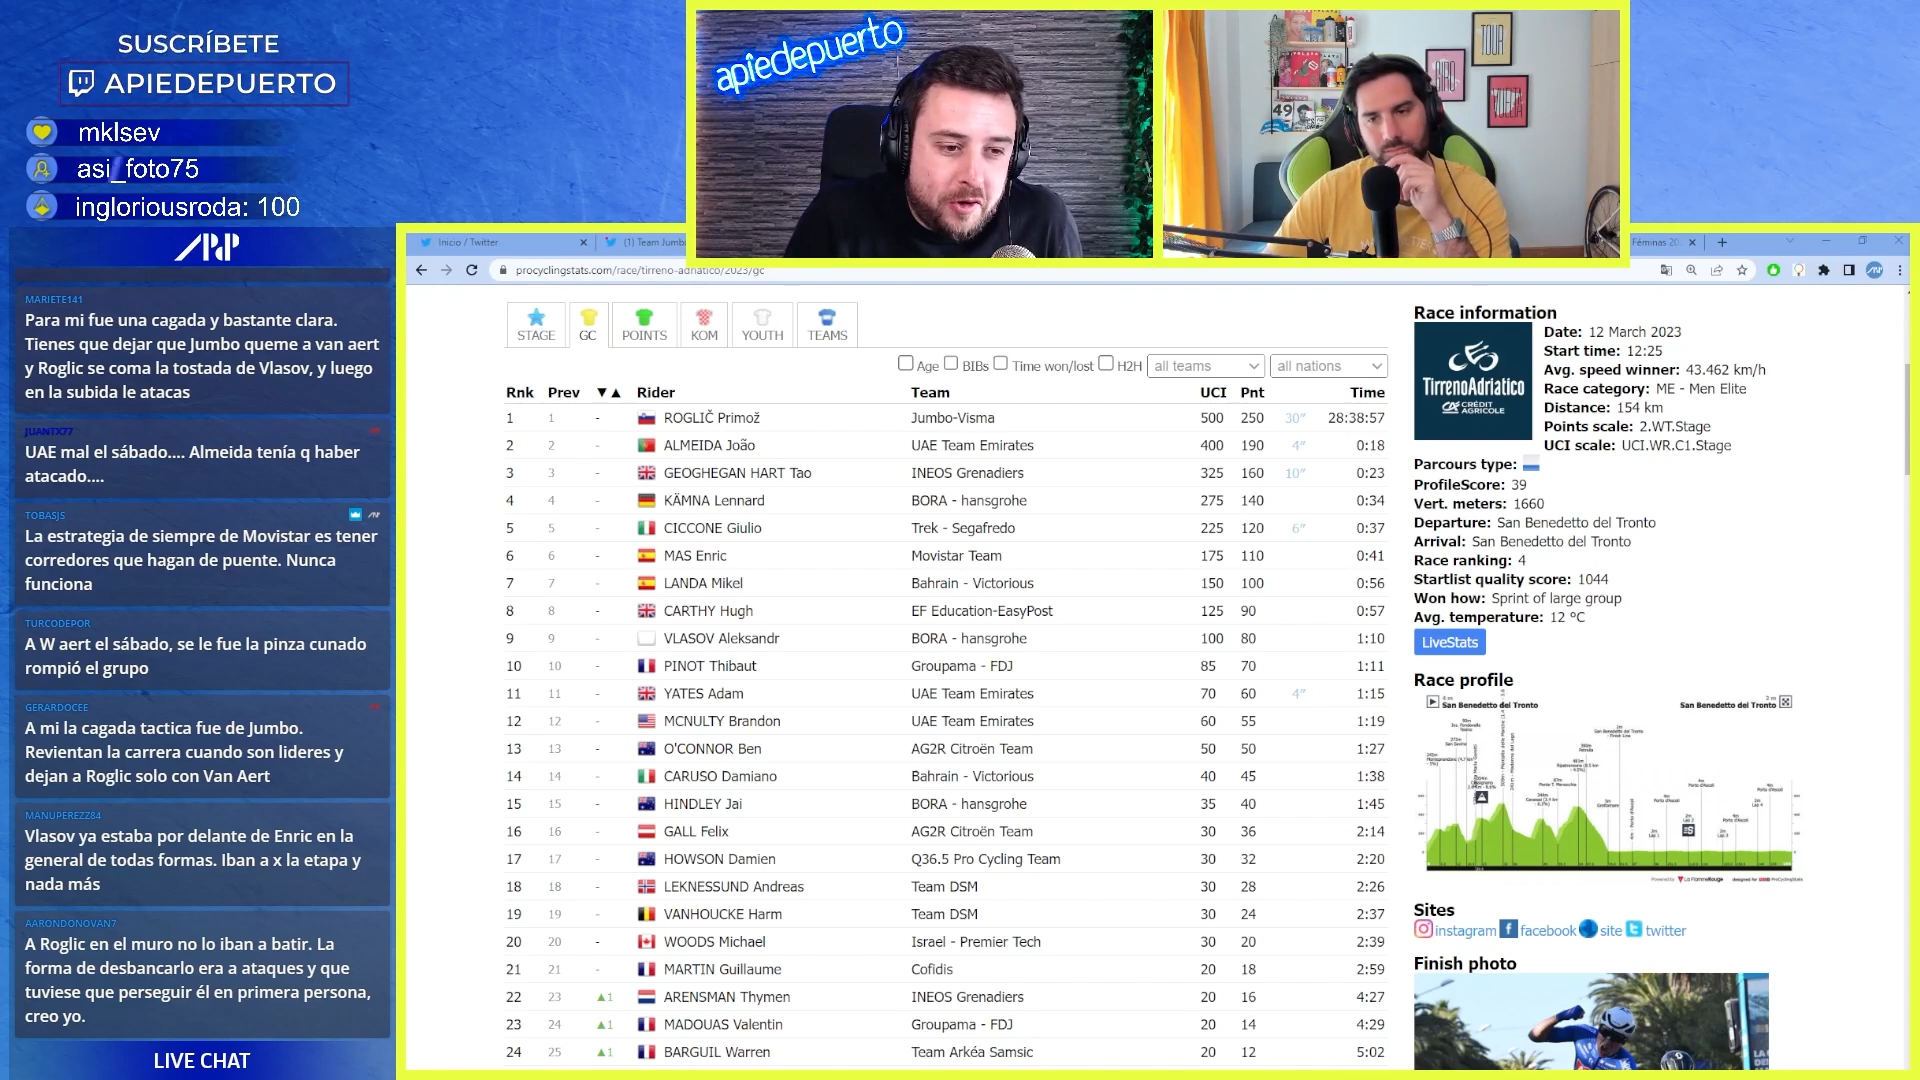 SUSCRÍBETE
APIEDEPUERTO
mklsev
asi_foto75
ingloriousroda: 100
MARIETE141
Para mi fue una cagada y bastante clara.
Tienes que dejar que Jumbo queme a van aert
y Roglic se coma la tostada de Vlasov, y luego
en la subida le atacas
JUANTX77
UAE mal el sábado.... Almeida tenía q haber
atacado....
TOBASJS
La estrategia de siempre de Movistar es tener
corredores que hagan de puente. Nunca
funciona
TURCODEPOR
A W aert el sábado, se le fue la pinza cunado
rompió el grupo
GERARDOCEE
A mi la cagada tactica fue de Jumbo.
Revientan la carrera cuando son lideres y
dejan a Roglic solo con Van Aert
MANUPEREZZ84
Vlasov ya estaba por delante de Enric en la
general de todas formas. Iban a x la etapa y
nada más
AARONDONOVAN7
A Roglic en el muro no lo iban a batir. La
forma de desbancarlo era a ataques y que
tuviese que perseguir él en primera persona,
creo yo.
LIVE CHAT
apiedepuerto
TOUR
GIRO
VUELTA
49
Inicio / Twitter
(1) Team Jumb
Féminas 20
procyclingstats.com/race/tirreno-adriatico/2023/gc
STAGE GC POINTS KOM YOUTH TEAMS
Age BIBs Time won/lost H2H all teams all nations
Rnk Prev ▼▲ Rider Team UCI Pnt Time
1 1 - ROGLIČ Primož Jumbo-Visma 500 250 30″ 28:38:57
2 2 - ALMEIDA João UAE Team Emirates 400 190 4″ 0:18
3 3 - GEOGHEGAN HART Tao INEOS Grenadiers 325 160 10″ 0:23
4 4 - KÄMNA Lennard BORA - hansgrohe 275 140 0:34
5 5 - CICCONE Giulio Trek - Segafredo 225 120 6″ 0:37
6 6 - MAS Enric Movistar Team 175 110 0:41
7 7 - LANDA Mikel Bahrain - Victorious 150 100 0:56
8 8 - CARTHY Hugh EF Education-EasyPost 125 90 0:57
9 9 - VLASOV Aleksandr BORA - hansgrohe 100 80 1:10
10 10 - PINOT Thibaut Groupama - FDJ 85 70 1:11
11 11 - YATES Adam UAE Team Emirates 70 60 4″ 1:15
12 12 - MCNULTY Brandon UAE Team Emirates 60 55 1:19
13 13 - O'CONNOR Ben AG2R Citroën Team 50 50 1:27
14 14 - CARUSO Damiano Bahrain - Victorious 40 45 1:38
15 15 - HINDLEY Jai BORA - hansgrohe 35 40 1:45
16 16 - GALL Felix AG2R Citroën Team 30 36 2:14
17 17 - HOWSON Damien Q36.5 Pro Cycling Team 30 32 2:20
18 18 - LEKNESSUND Andreas Team DSM 30 28 2:26
19 19 - VANHOUCKE Harm Team DSM 30 24 2:37
20 20 - WOODS Michael Israel - Premier Tech 30 20 2:39
21 21 - MARTIN Guillaume Cofidis 20 18 2:59
22 23 ▲1 ARENSMAN Thymen INEOS Grenadiers 20 16 4:27
23 24 ▲1 MADOUAS Valentin Groupama - FDJ 20 14 4:29
24 25 ▲1 BARGUIL Warren Team Arkéa Samsic 20 12 5:02
Race information
TirrenoAdriatico
CRÉDIT
AGRICOLE
Date: 12 March 2023
Start time: 12:25
Avg. speed winner: 43.462 km/h
Race category: ME - Men Elite
Distance: 154 km
Points scale: 2.WT.Stage
UCI scale: UCI.WR.C1.Stage
Parcours type:
ProfileScore: 39
Vert. meters: 1660
Departure: San Benedetto del Tronto
Arrival: San Benedetto del Tronto
Race ranking: 4
Startlist quality score: 1044
Won how: Sprint of large group
Avg. temperature: 12 °C
LiveStats
Race profile
San Benedetto del Tronto
San Benedetto del Tronto
Sites
instagram facebook site twitter
Finish photo